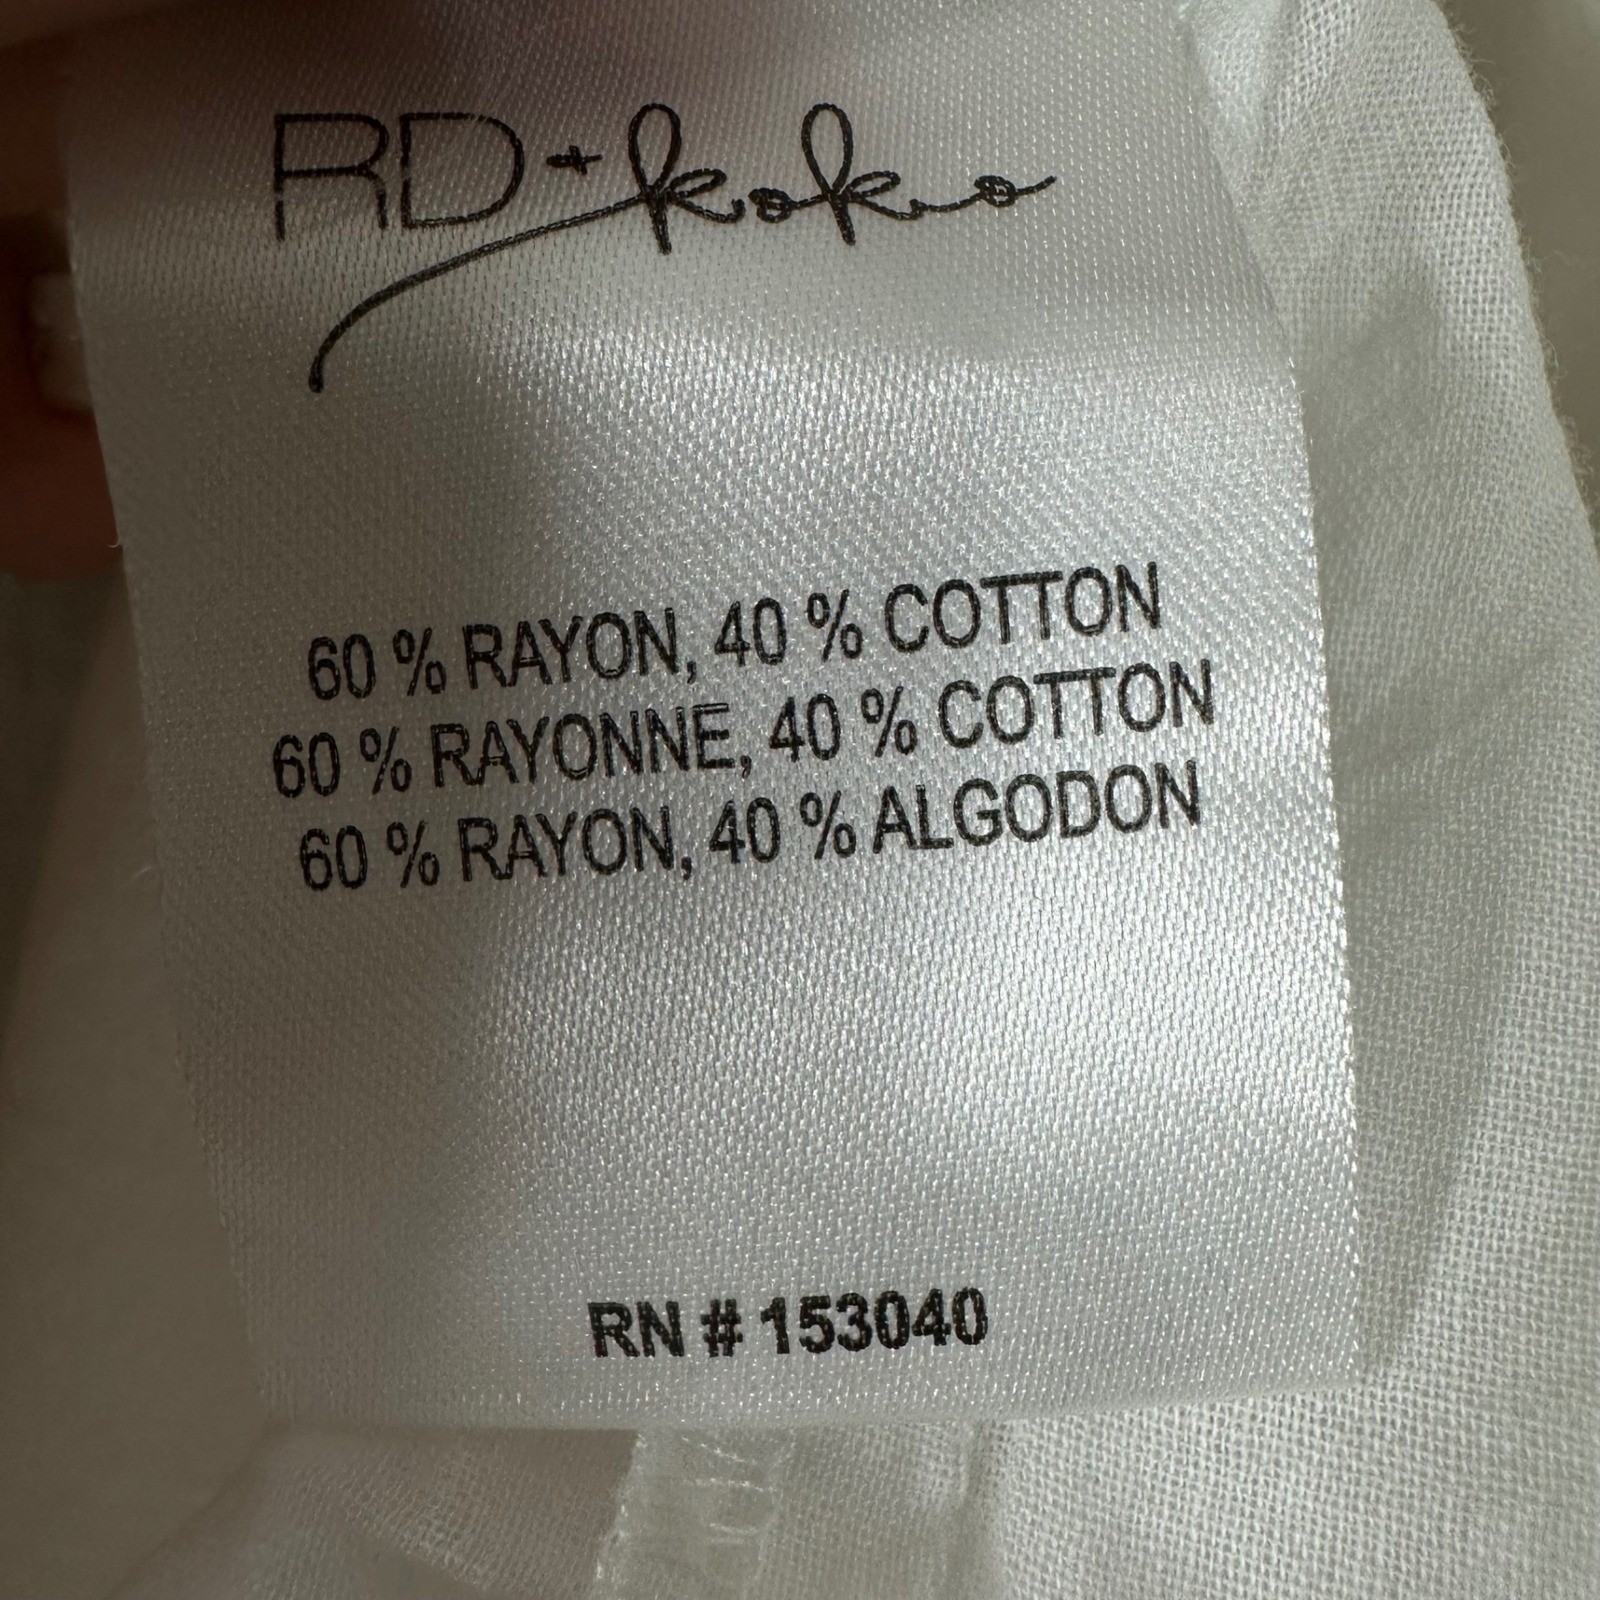 RD + koko
60 % RAYON, 40 % COTTON
60 % RAYONNE, 40 % COTTON
60 % RAYON, 40 % ALGODON
RN # 153040